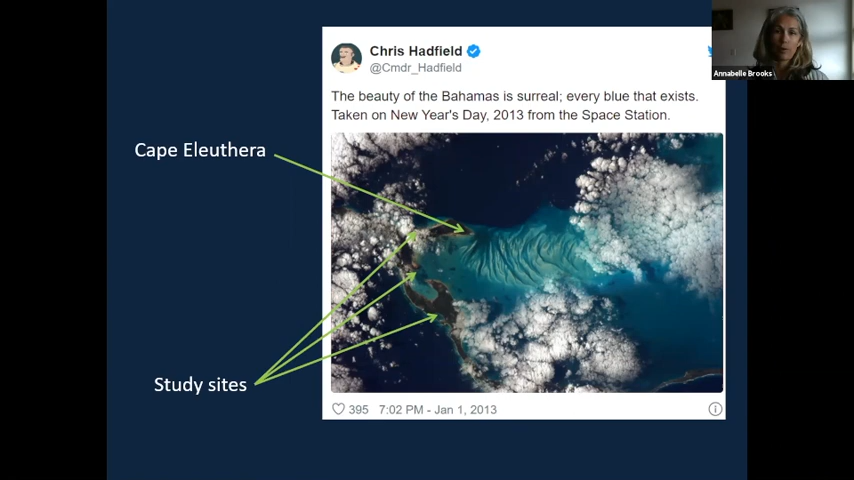 Chris Hadfield
@Cmdr_Hadfield
The beauty of the Bahamas is surreal; every blue that exists.
Taken on New Year's Day, 2013 from the Space Station.
Cape Eleuthera
Study sites
395 7:02 PM - Jan 1, 2013
Annabelle Brooks